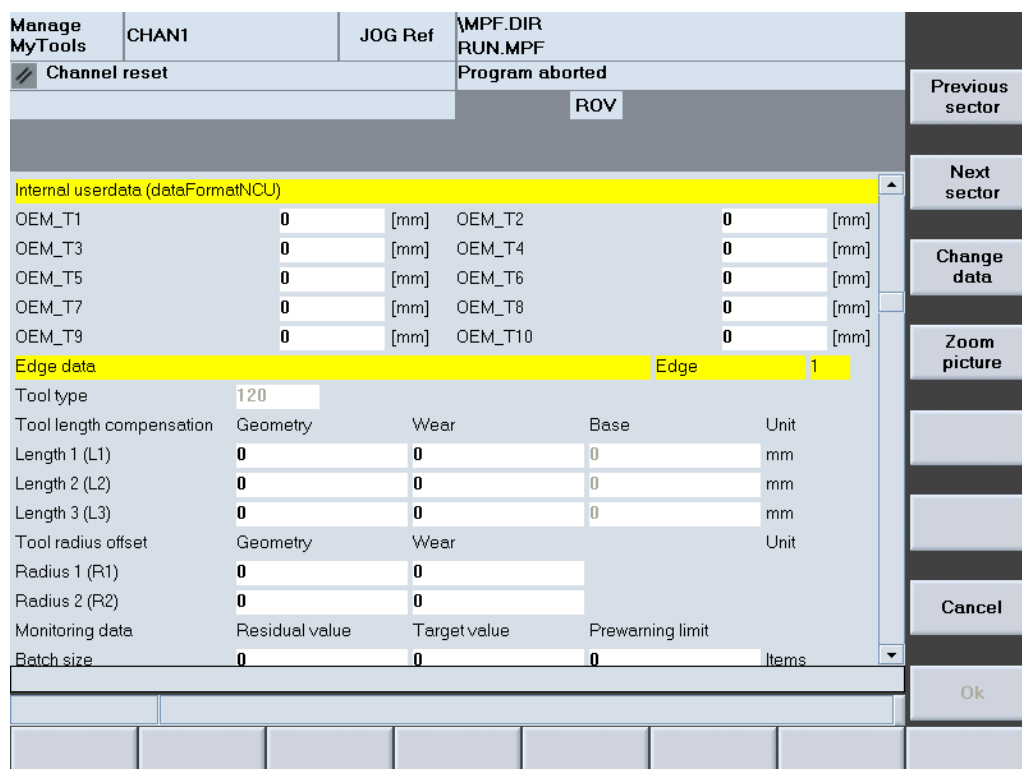 Manage MyTools CHAN1 JOG Ref \MPF.DIR
RUN.MPF
Channel reset Program aborted
ROV
Internal userdata (dataFormatNCU)
OEM_T1 0 [mm] OEM_T2 0 [mm]
OEM_T3 0 [mm] OEM_T4 0 [mm]
OEM_T5 0 [mm] OEM_T6 0 [mm]
OEM_T7 0 [mm] OEM_T8 0 [mm]
OEM_T9 0 [mm] OEM_T10 0 [mm]
Edge data Edge 1
Tool type 120
Tool length compensation Geometry Wear Base Unit
Length 1 (L1) 0 0 0 mm
Length 2 (L2) 0 0 0 mm
Length 3 (L3) 0 0 0 mm
Tool radius offset Geometry Wear Unit
Radius 1 (R1) 0 0
Radius 2 (R2) 0 0
Monitoring data Residual value Target value Prewarning limit
Batch size 0 0 0 Items
Previous
sector
Next
sector
Change
data
Zoom
picture
Cancel
Ok